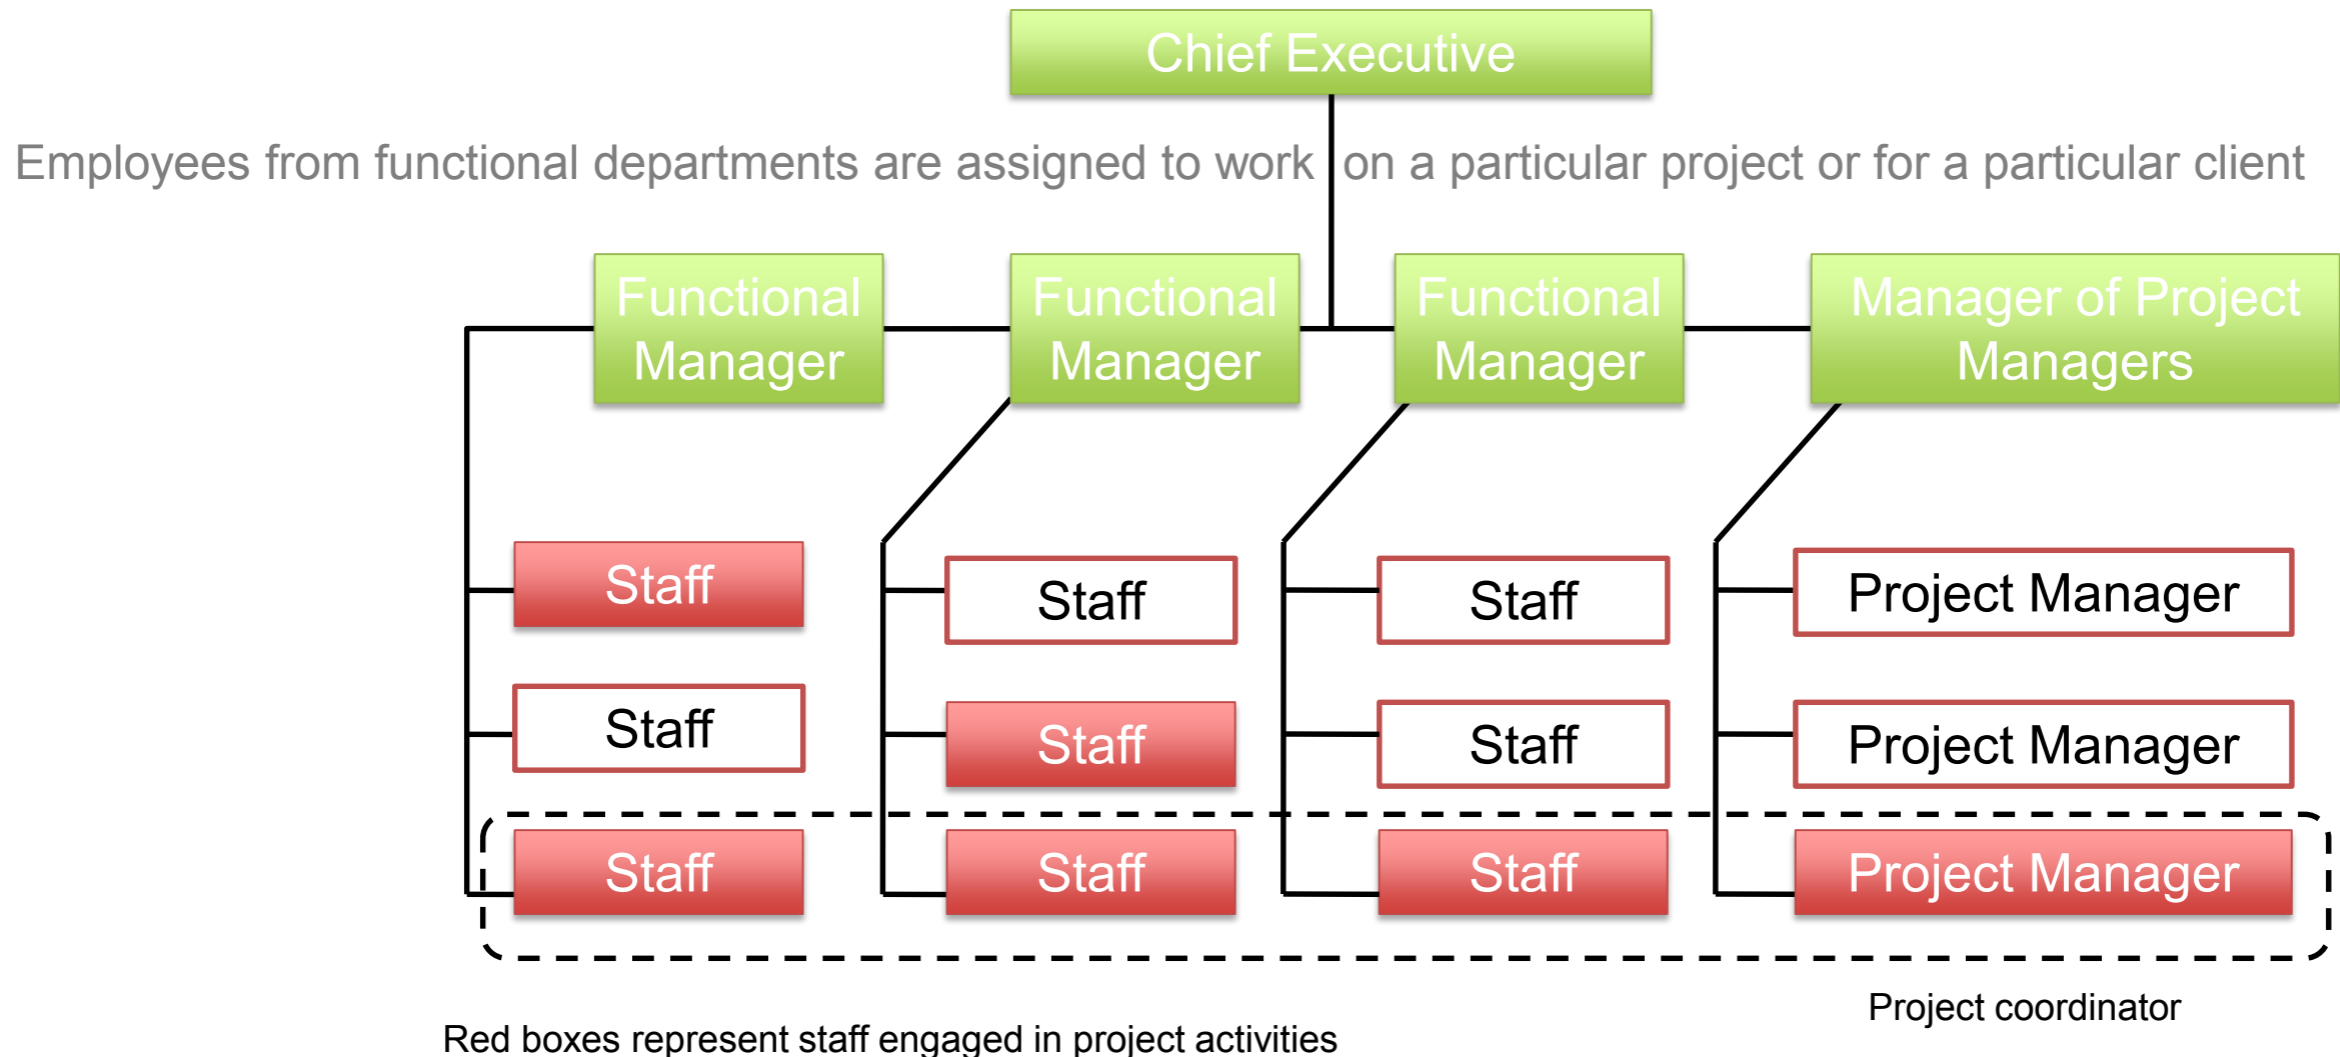 Chief Executive
Employees from functional departments are assigned to work on a particular project or for a particular client
Functional
Manager
Functional
Manager
Functional
Manager
Manager of Project
Managers
Staff
Staff
Staff
Project Manager
Staff
Staff
Staff
Project Manager
Staff
Staff
Staff
Project Manager
Project coordinator
Red boxes represent staff engaged in project activities